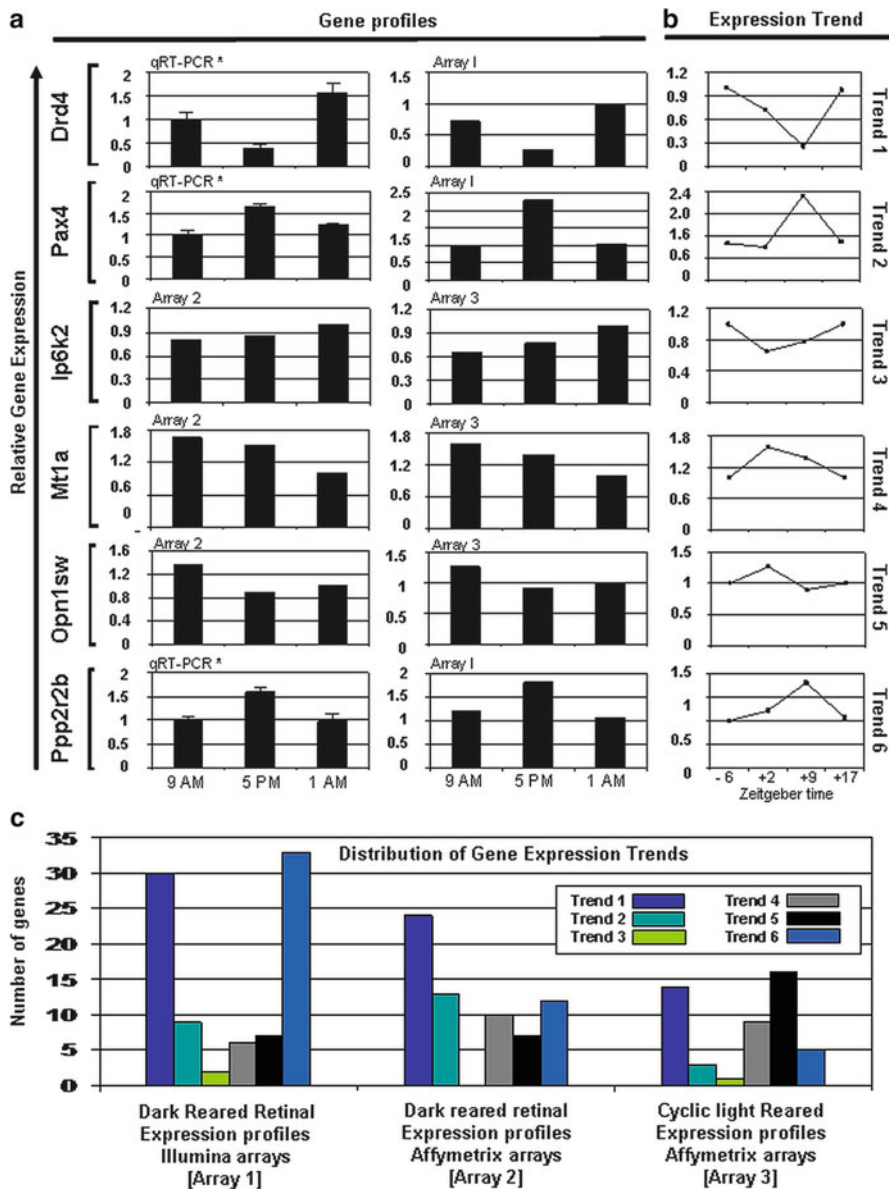 a
Gene profiles
b
Expression Trend
Relative Gene Expression
Drd4
qRT-PCR *
2
1.5
1
0.5
0
Array I
1.5
1
0.5
0
1.2
0.9
0.6
0.3
0
Trend 1
Pax4
qRT-PCR *
2
1.5
1
0.5
0
Array I
2.5
1.5
0.5
0
2.4
1.6
0.8
0
Trend 2
Ip6k2
Array 2
1.2
0.9
0.6
0.3
0
Array 3
1.2
0.9
0.6
0.3
0
1.2
0.8
0.4
0
Trend 3
Mt1a
Array 2
1.8
1.2
0.6
-
Array 3
1.8
1.2
0.6
0
1.8
1.2
0.6
0
Trend 4
Opn1sw
Array 2
1.6
1.2
0.8
0.4
0
Array 3
1.5
1
0.5
0
1.5
1
0.5
0
Trend 5
Ppp2r2b
qRT-PCR *
2
1.5
1
0.5
0
Array I
2
1.5
1
0.5
0
1.5
1
0.5
0
Trend 6
9 AM 5 PM 1 AM
9 AM 5 PM 1 AM
- 6 +2 +9 +17
Zeitgeber time
c
Distribution of Gene Expression Trends
Number of genes
35
30
25
20
15
10
5
0
Trend 1
Trend 2
Trend 3
Trend 4
Trend 5
Trend 6
Dark Reared Retinal
Expression profiles
Illumina arrays
[Array 1]
Dark reared retinal
Expression profiles
Affymetrix arrays
[Array 2]
Cyclic light Reared
Expression profiles
Affymetrix arrays
[Array 3]